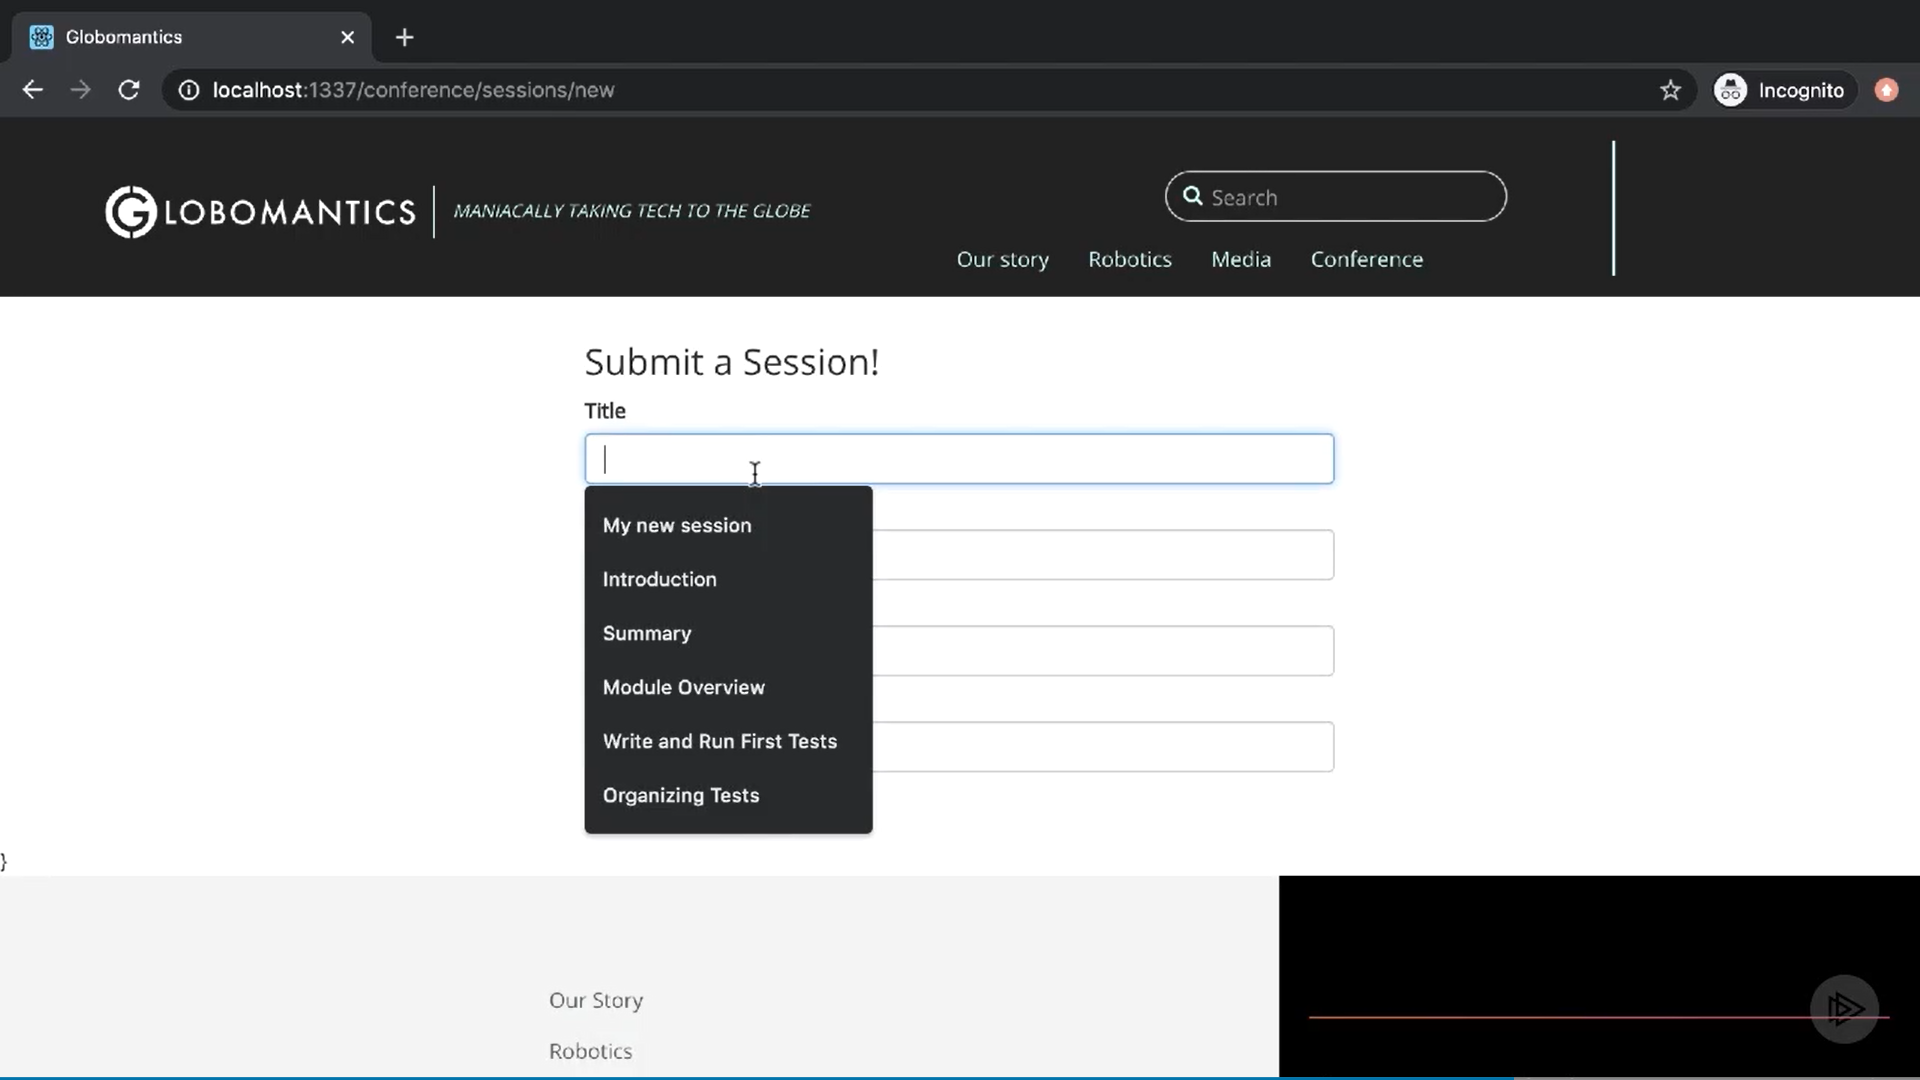 Globomantics
localhost:1337/conference/sessions/new
Incognito
GLOBOMANTICS
MANIACALLY TAKING TECH TO THE GLOBE
Search
Our story Robotics Media Conference
Submit a Session!
Title
My new session
Introduction
Summary
Module Overview
Write and Run First Tests
Organizing Tests
}
Our Story
Robotics